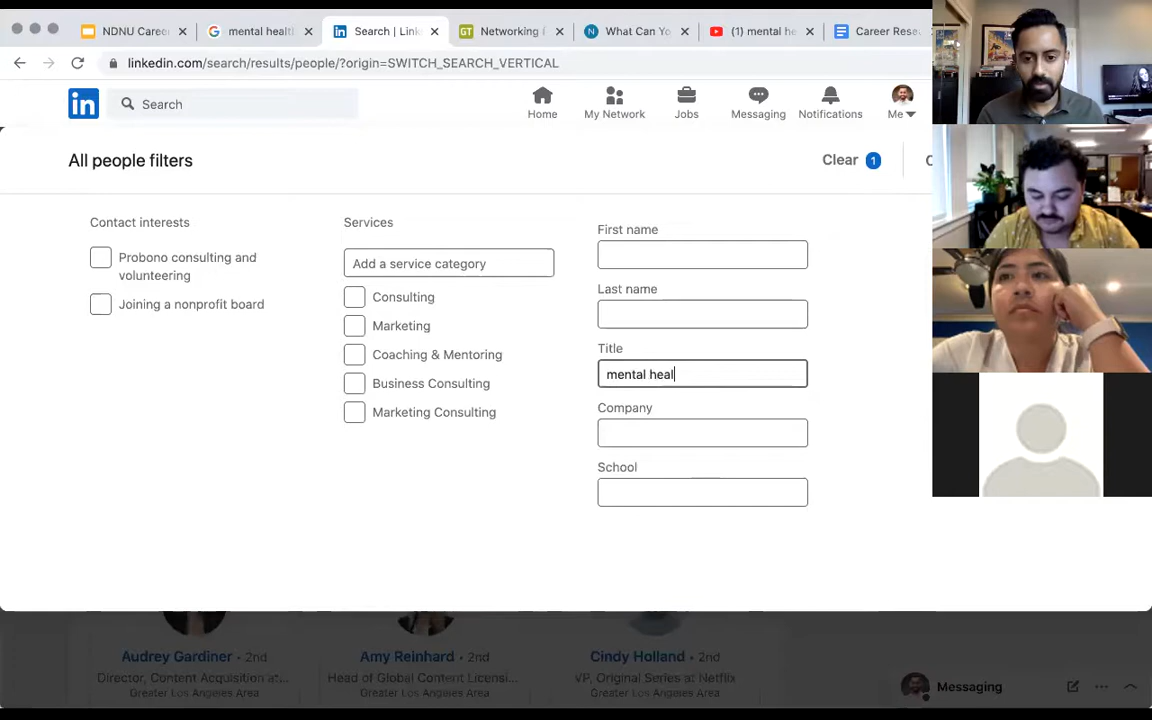 NDNU Caree
mental healt
Search | Link
GT
Networking f
N
What Can Yo
(1) mental he
Career Rese
linkedin.com/search/results/people/?origin=SWITCH_SEARCH_VERTICAL
in
Search
Home
My Network
Jobs
Messaging
Notifications
Me
All people filters
Clear 1
Contact interests
Services
First name
Probono consulting and
volunteering
Joining a nonprofit board
Add a service category
Consulting
Marketing
Coaching & Mentoring
Business Consulting
Marketing Consulting
Last name
Title
mental heal
Company
School
Audrey Gardiner • 2nd
Director, Content Acquisition at...
Greater Los Angeles Area
Amy Reinhard • 2nd
Head of Global Content Licensi...
Greater Los Angeles Area
Cindy Holland • 2nd
VP, Original Series at Netflix
Greater Los Angeles Area
Messaging